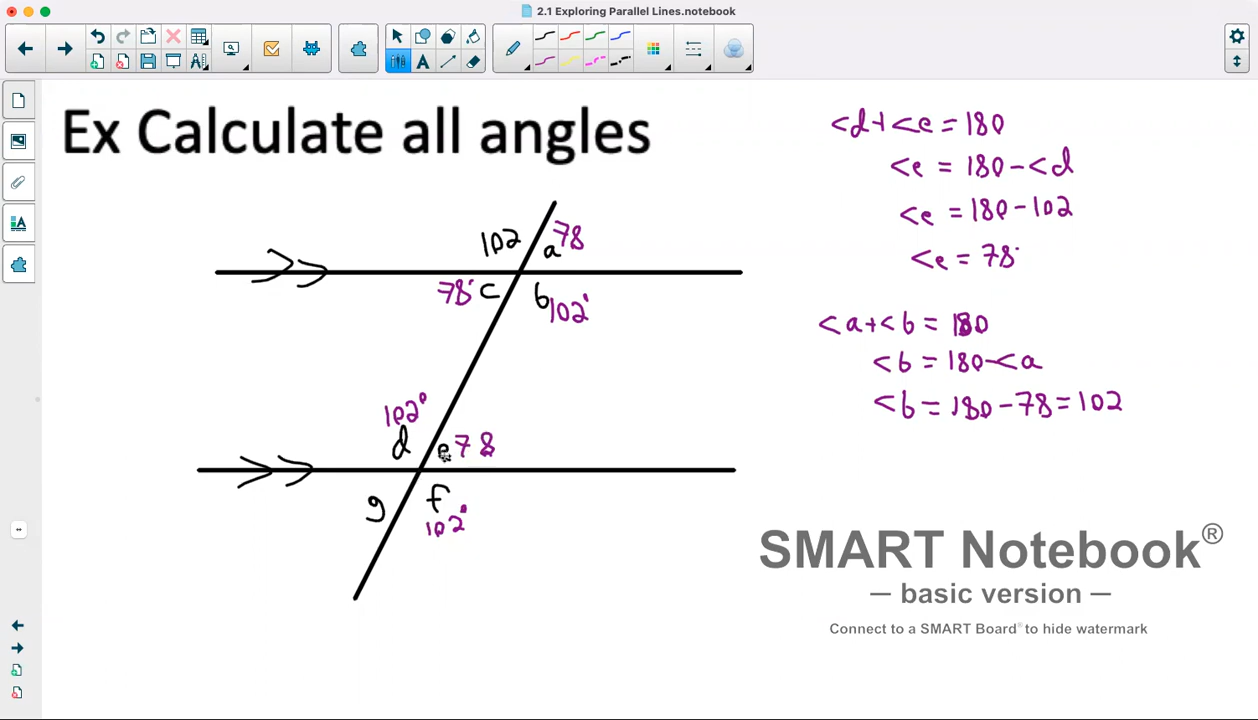 2.1 Exploring Parallel Lines.notebook
Ex Calculate all angles
102 78
a
78° c b
102°
102°
d e 78
g f
102°
<d+<e = 180
<e = 180-<d
<e = 180-102
<e = 78°
<a+<b = 180
<b = 180-<a
<b = 180-78=102
SMART Notebook®
— basic version —
Connect to a SMART Board® to hide watermark